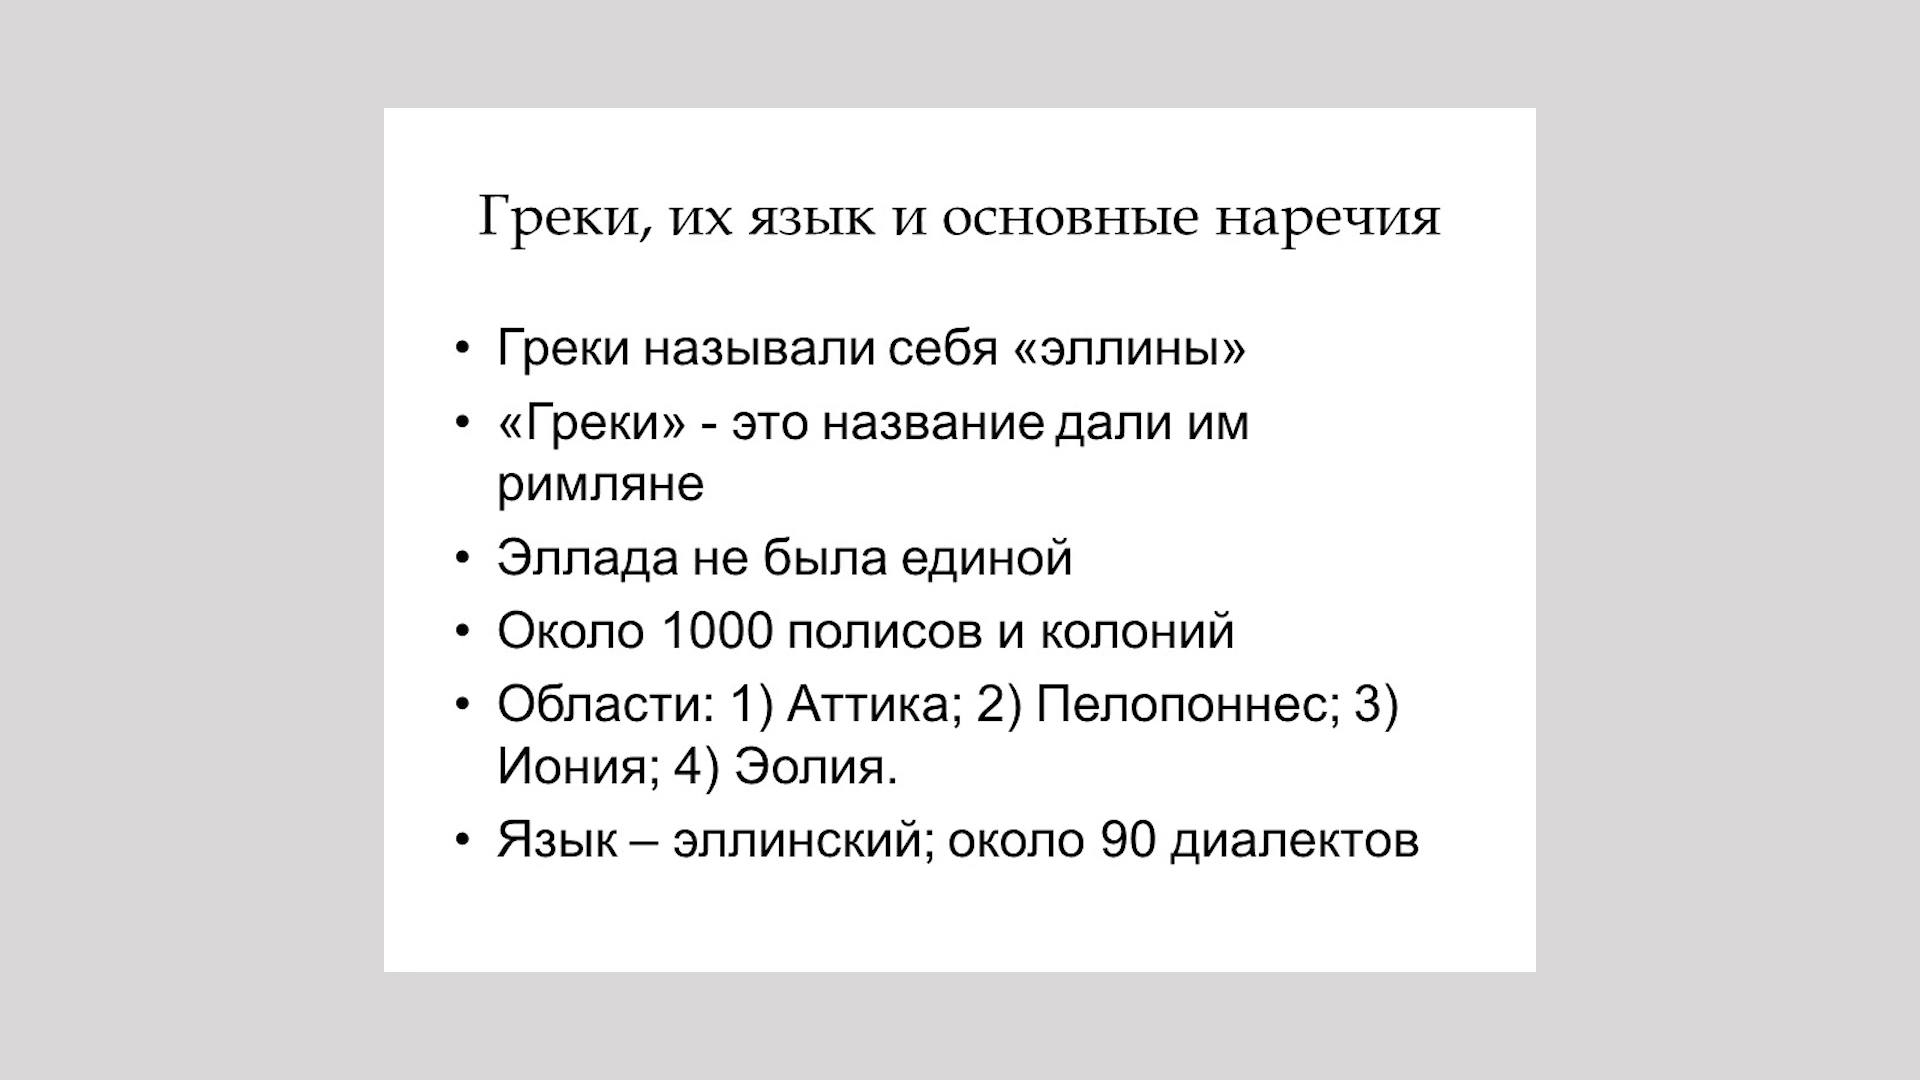 Греки, их язык и основные наречия
• Греки называли себя «эллины»
• «Греки» - это название дали им
римляне
• Эллада не была единой
• Около 1000 полисов и колоний
• Области: 1) Аттика; 2) Пелопоннес; 3)
Иония; 4) Эолия.
• Язык – эллинский; около 90 диалектов